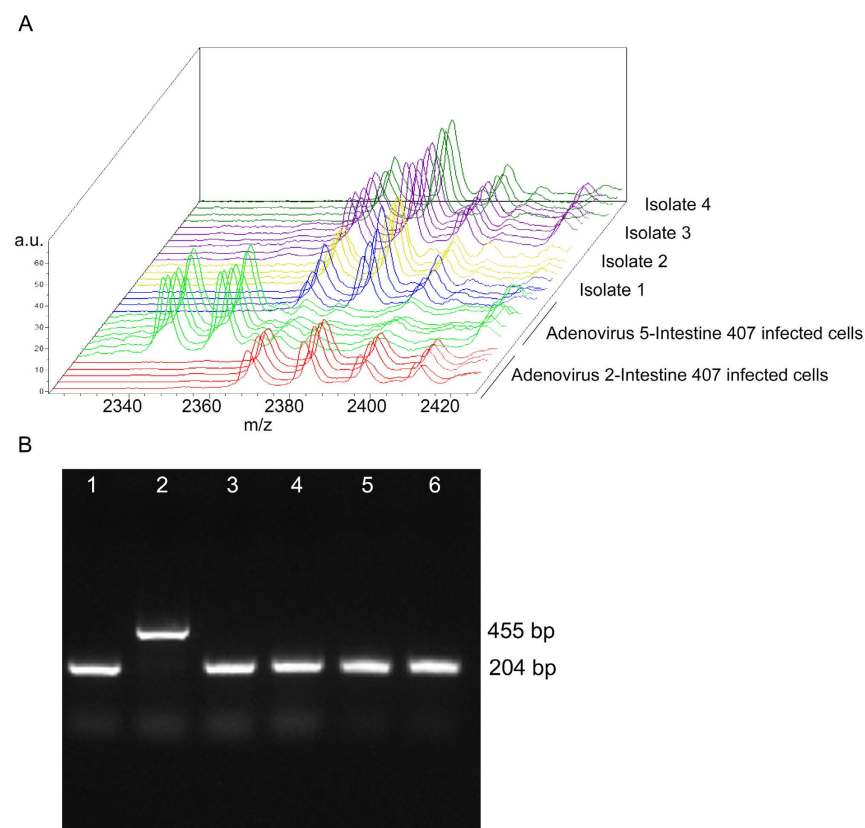 A
a.u.
60
50
40
30
20
10
0
2340 2360 2380 2400 2420
m/z
Isolate 4
Isolate 3
Isolate 2
Isolate 1
Adenovirus 5-Intestine 407 infected cells
Adenovirus 2-Intestine 407 infected cells
B
1 2 3 4 5 6
455 bp
204 bp